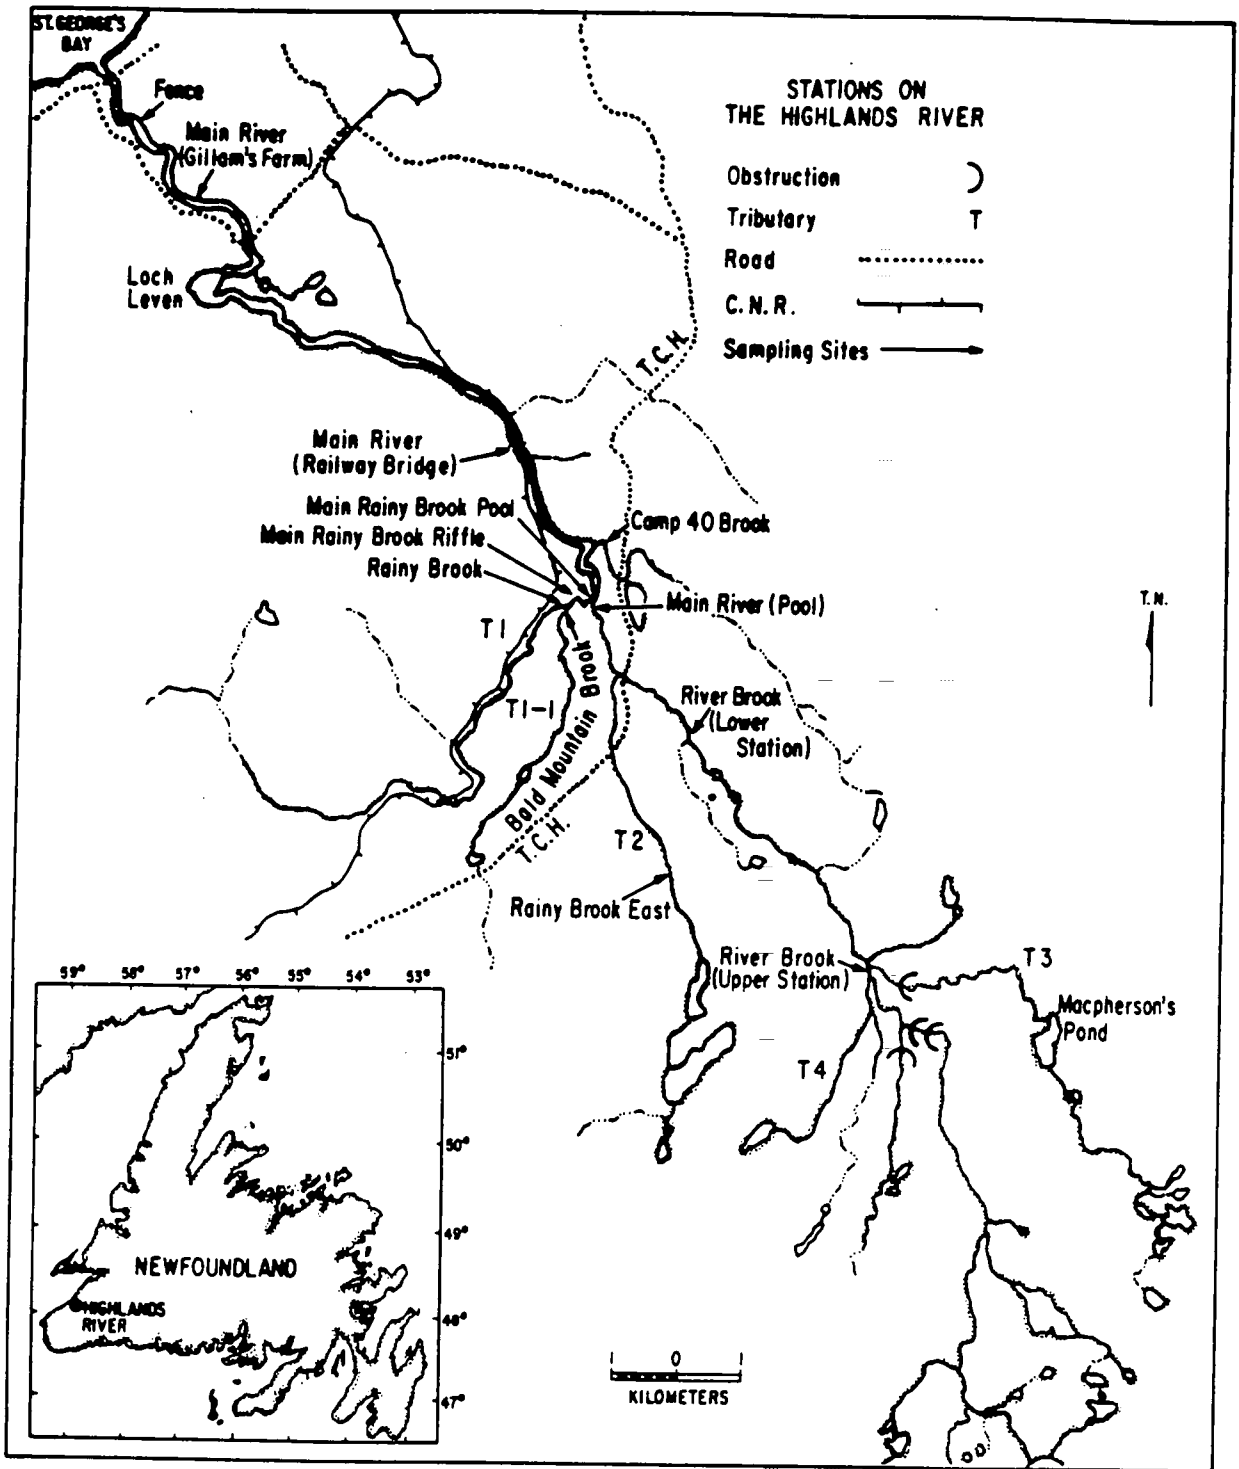 ST. GEORGE'S
BAY
Fence
Main River
(Gillam's Farm)
STATIONS ON
THE HIGHLANDS RIVER
Obstruction
Tributary T
Road
C.N.R.
Sampling Sites
Loch
Leven
T.C.H.
Main River
(Railway Bridge)
Main Rainy Brook Pool
Main Rainy Brook Riffle
Rainy Brook
Camp 40 Brook
Main River (Pool)
T.N.
T1
T1-1
Bald Mountain Brook
T.C.H.
River Brook
(Lower
Station)
T2
Rainy Brook East
River Brook
(Upper Station)
T3
Macpherson's
Pond
T4
59° 58° 57° 56° 55° 54° 53°
51°
50°
49°
48°
47°
NEWFOUNDLAND
HIGHLANDS
RIVER
1 0 1
KILOMETERS